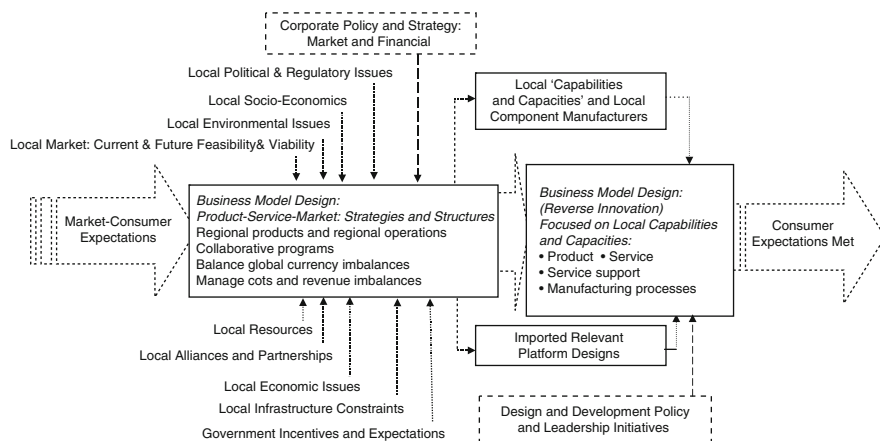 Corporate Policy and Strategy:
Market and Financial
Local Political & Regulatory Issues
Local Socio-Economics
Local Environmental Issues
Local Market: Current & Future Feasibility& Viability
Local 'Capabilities
and Capacities' and Local
Component Manufacturers
Market-Consumer
Expectations
Business Model Design:
Product-Service-Market: Strategies and Structures
Regional products and regional operations
Collaborative programs
Balance global currency imbalances
Manage cots and revenue imbalances
Business Model Design:
(Reverse Innovation)
Focused on Local Capabilities
and Capacities:
• Product • Service
• Service support
• Manufacturing processes
Consumer
Expectations Met
Local Resources
Local Alliances and Partnerships
Local Economic Issues
Local Infrastructure Constraints
Government Incentives and Expectations
Imported Relevant
Platform Designs
Design and Development Policy
and Leadership Initiatives